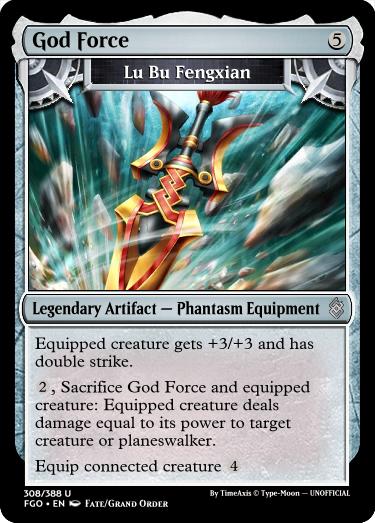 God Force 5
Lu Bu Fengxian
Legendary Artifact — Phantasm Equipment
Equipped creature gets +3/+3 and has
double strike.
2 , Sacrifice God Force and equipped
creature: Equipped creature deals
damage equal to its power to target
creature or planeswalker.
Equip connected creature 4
308/388 U
FGO • EN Fate/Grand Order
By TimeAxis © Type-Moon — UNOFFICIAL